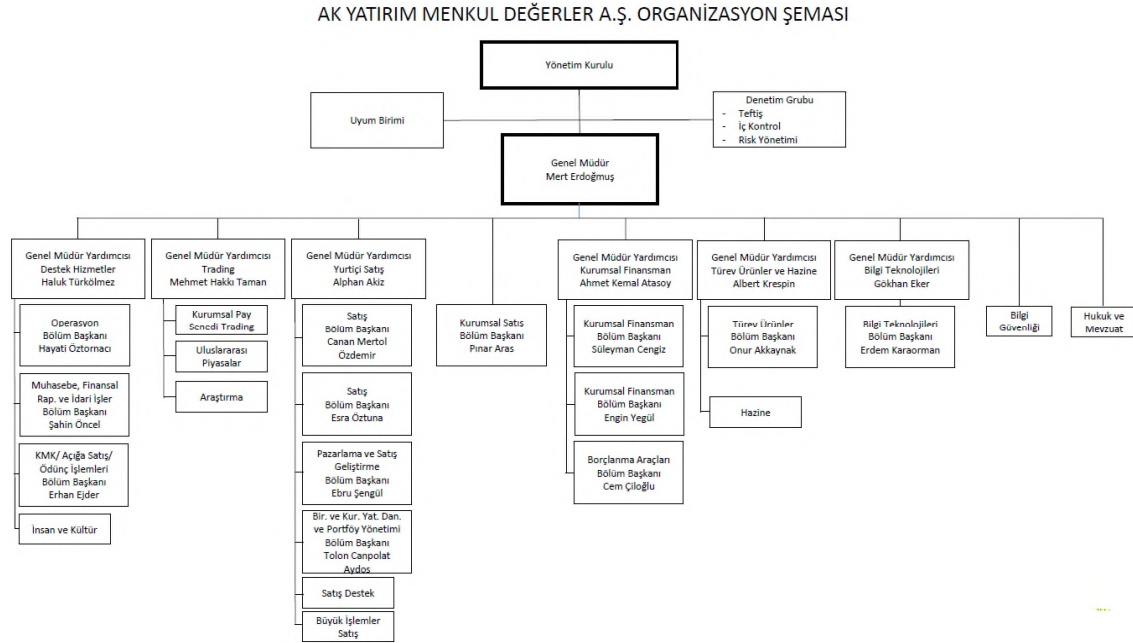 AK YATIRIM MENKUL DEĞERLER A.Ş. ORGANİZASYON ŞEMASI
Yönetim Kurulu
Uyum Birimi
Denetim Grubu
- Teftiş
- İç Kontrol
- Risk Yönetimi
Genel Müdür
Mert Erdoğmuş
Genel Müdür Yardımcısı
Destek Hizmetler
Haluk Türkölmez
Operasyon
Bölüm Başkanı
Hayati Öztornacı
Muhasebe, Finansal
Rap. ve İdari İşler
Bölüm Başkanı
Şahin Öncel
KMK/ Açığa Satış/
Ödünç İşlemleri
Bölüm Başkanı
Erhan Ejder
İnsan ve Kültür
Genel Müdür Yardımcısı
Trading
Mehmet Hakkı Taman
Kurumsal Pay
Senedi Trading
Uluslararası
Piyasalar
Araştırma
Genel Müdür Yardımcısı
Yurtiçi Satış
Alphan Akiz
Satış
Bölüm Başkanı
Canan Mertol
Özdemir
Satış
Bölüm Başkanı
Esra Öztuna
Pazarlama ve Satış
Geliştirme
Bölüm Başkanı
Ebru Şengül
Bir. ve Kur. Yat. Dan.
ve Portföy Yönetimi
Bölüm Başkanı
Tolon Canpolat
Aydos
Satış Destek
Büyük İşlemler
Satış
Kurumsal Satış
Bölüm Başkanı
Pınar Aras
Genel Müdür Yardımcısı
Kurumsal Finansman
Ahmet Kemal Atasoy
Kurumsal Finansman
Bölüm Başkanı
Süleyman Cengiz
Kurumsal Finansman
Bölüm Başkanı
Engin Yegül
Borçlanma Araçları
Bölüm Başkanı
Cem Çiloğlu
Genel Müdür Yardımcısı
Türev Ürünler ve Hazine
Albert Krespin
Türev Ürünler
Bölüm Başkanı
Onur Akkaynak
Hazine
Genel Müdür Yardımcısı
Bilgi Teknolojileri
Gökhan Eker
Bilgi Teknolojileri
Bölüm Başkanı
Erdem Karaorman
Bilgi
Güvenliği
Hukuk ve
Mevzuat